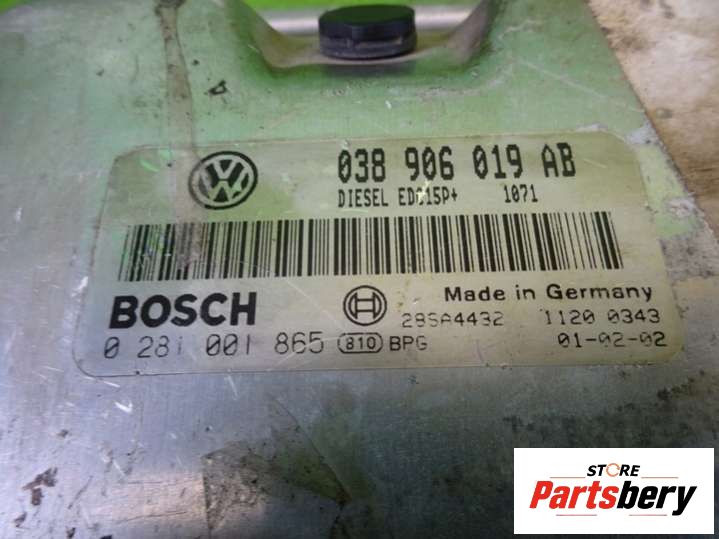 VW
038 906 019 AB
DIESEL EDC15P+ 1071
BOSCH
Made in Germany
28SA4432 1120 0343
0 281 001 865 810 BPG 01-02-02
STORE
Partsbery